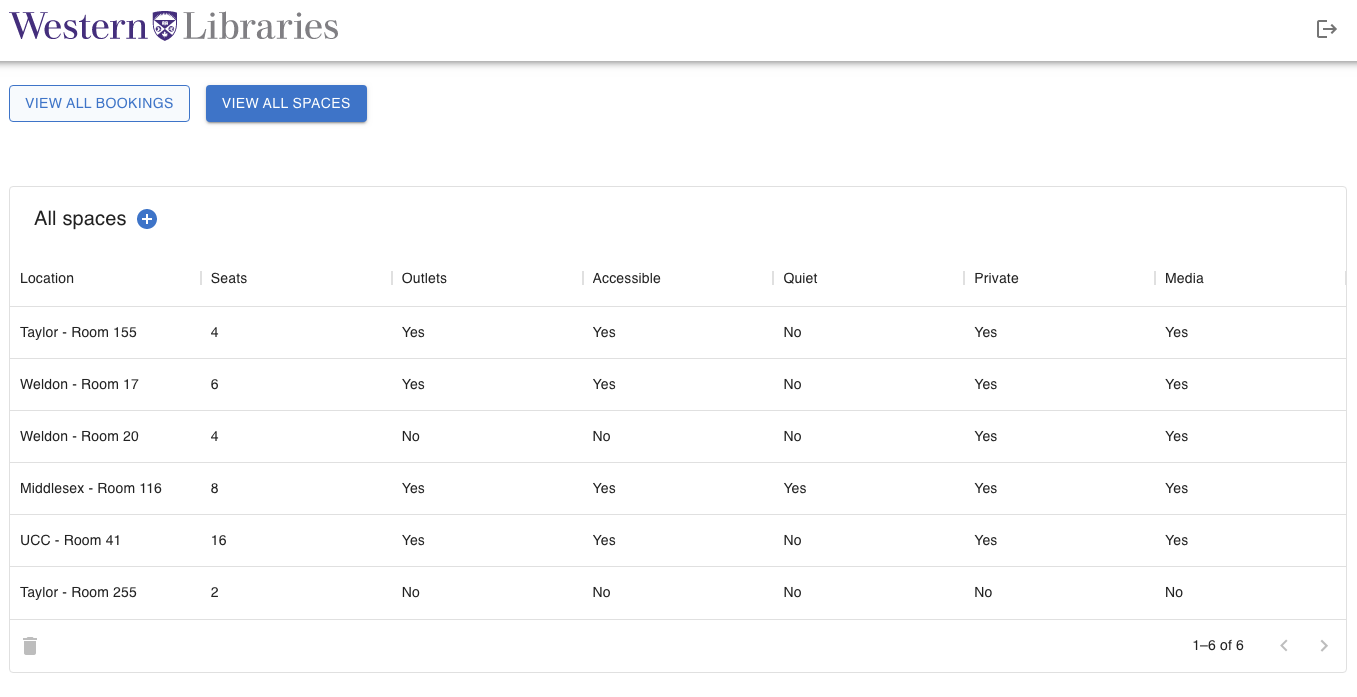 Western Libraries
VIEW ALL BOOKINGS VIEW ALL SPACES
All spaces
Location Seats Outlets Accessible Quiet Private Media
Taylor - Room 155 4 Yes Yes No Yes Yes
Weldon - Room 17 6 Yes Yes No Yes Yes
Weldon - Room 20 4 No No No Yes Yes
Middlesex - Room 116 8 Yes Yes Yes Yes Yes
UCC - Room 41 16 Yes Yes No Yes Yes
Taylor - Room 255 2 No No No No No
1–6 of 6